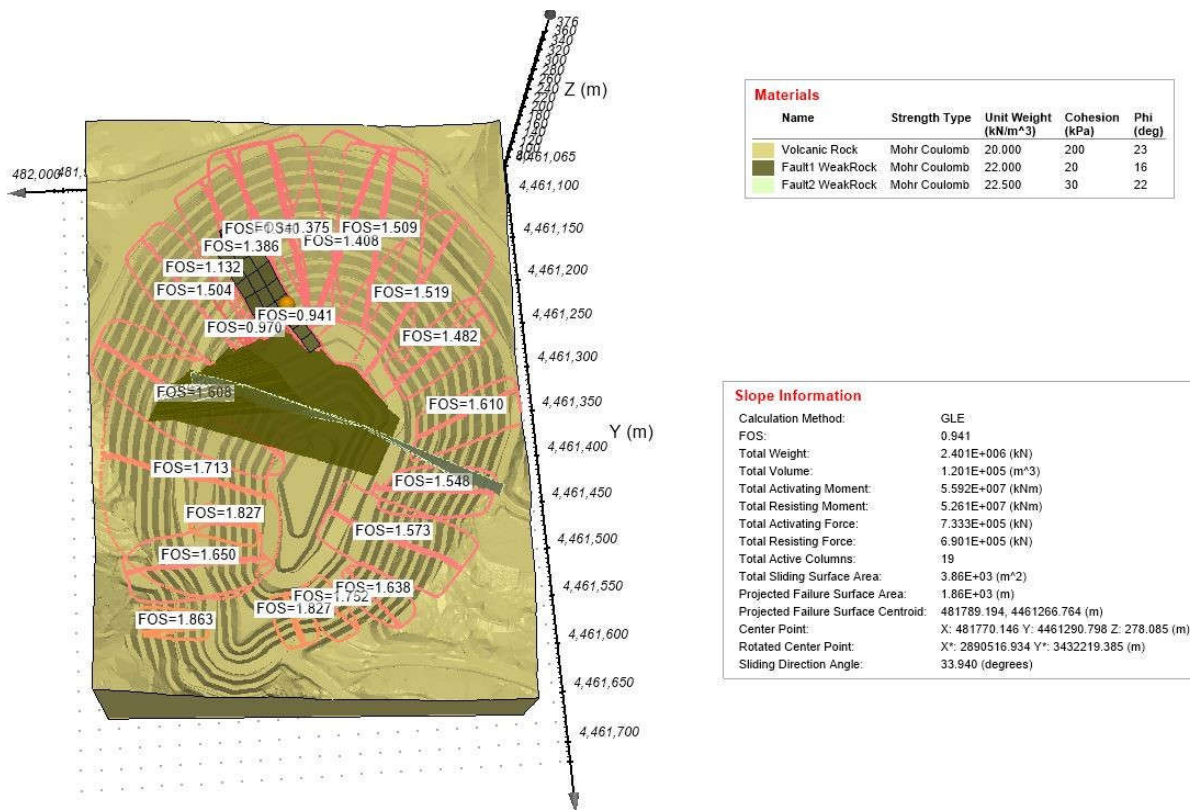 376
360
340
320
300
280
260
240
220
200
180
160
140
120
100
80
Z (m)
4,461,065
4,461,100
4,461,150
4,461,200
4,461,250
4,461,300
4,461,350
4,461,400
4,461,450
4,461,500
4,461,550
4,461,600
4,461,650
4,461,700
Y (m)
482,000
FOS=1.375
FOS=1.509
FOS=1.408
FOS=1.386
FOS=1.132
FOS=1.504
FOS=1.519
FOS=0.941
FOS=0.970
FOS=1.482
FOS=1.608
FOS=1.610
FOS=1.713
FOS=1.548
FOS=1.827
FOS=1.573
FOS=1.650
FOS=1.638
FOS=1.752
FOS=1.827
FOS=1.863
Materials
Name Strength Type Unit Weight (kN/m^3) Cohesion (kPa) Phi (deg)
Volcanic Rock Mohr Coulomb 20.000 200 23
Fault1 WeakRock Mohr Coulomb 22.000 20 16
Fault2 WeakRock Mohr Coulomb 22.500 30 22
Slope Information
Calculation Method: GLE
FOS: 0.941
Total Weight: 2.401E+006 (kN)
Total Volume: 1.201E+005 (m^3)
Total Activating Moment: 5.592E+007 (kNm)
Total Resisting Moment: 5.261E+007 (kNm)
Total Activating Force: 7.333E+005 (kN)
Total Resisting Force: 6.901E+005 (kN)
Total Active Columns: 19
Total Sliding Surface Area: 3.86E+03 (m^2)
Projected Failure Surface Area: 1.86E+03 (m)
Projected Failure Surface Centroid: 481789.194, 4461266.764 (m)
Center Point: X: 481770.146 Y: 4461290.798 Z: 278.085 (m)
Rotated Center Point: X*: 2890516.934 Y*: 3432219.385 (m)
Sliding Direction Angle: 33.940 (degrees)